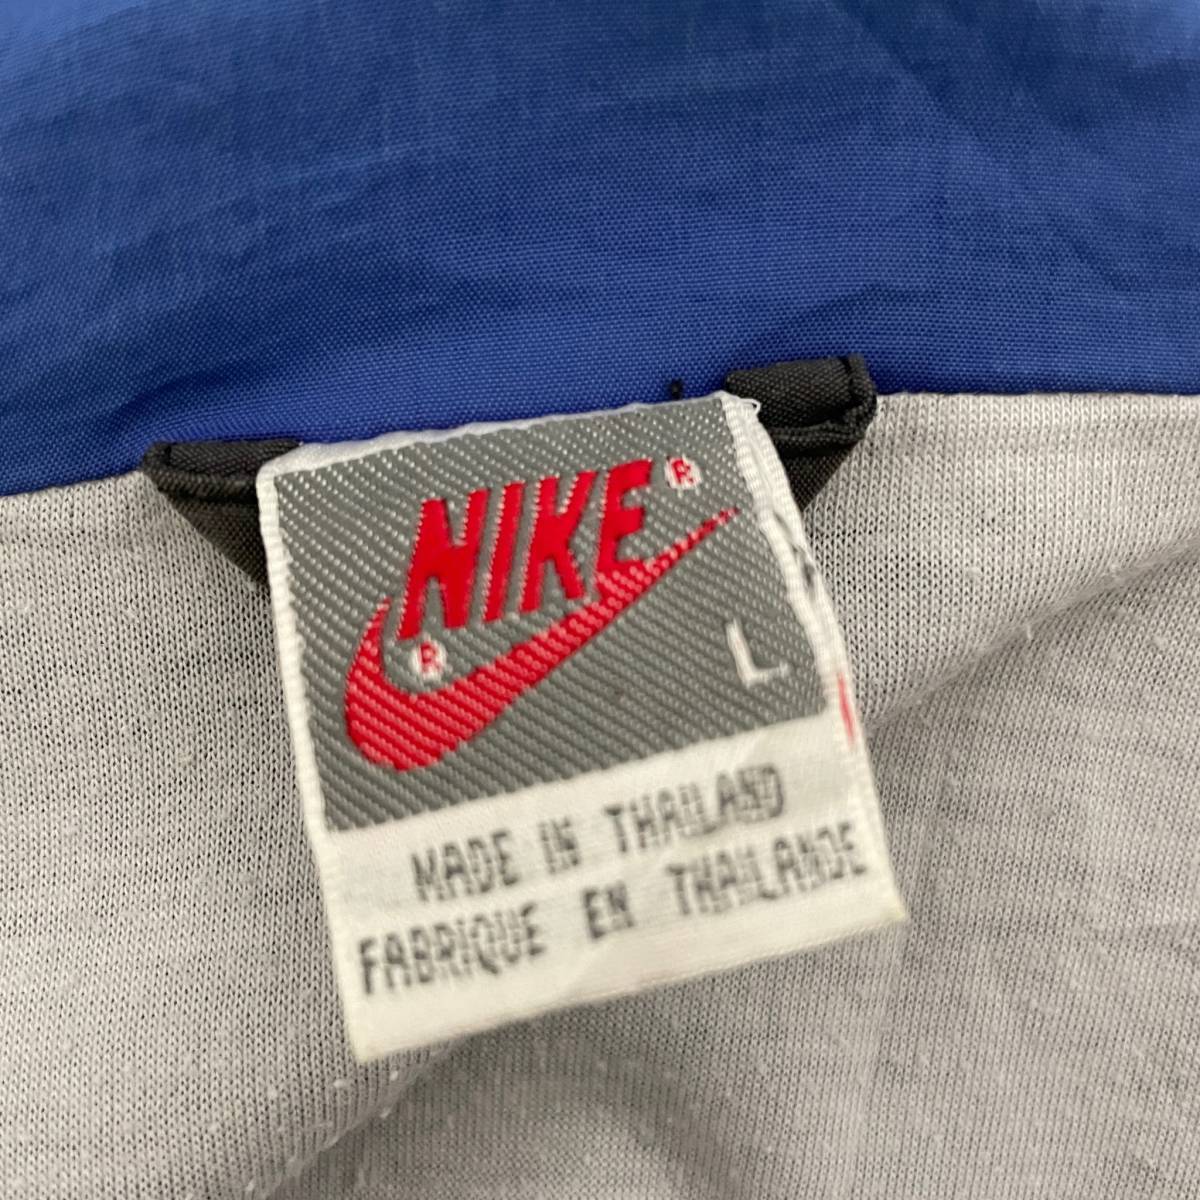 NIKE®
®
L
MADE IN THAILAND
FABRIQUE EN THAILANDE